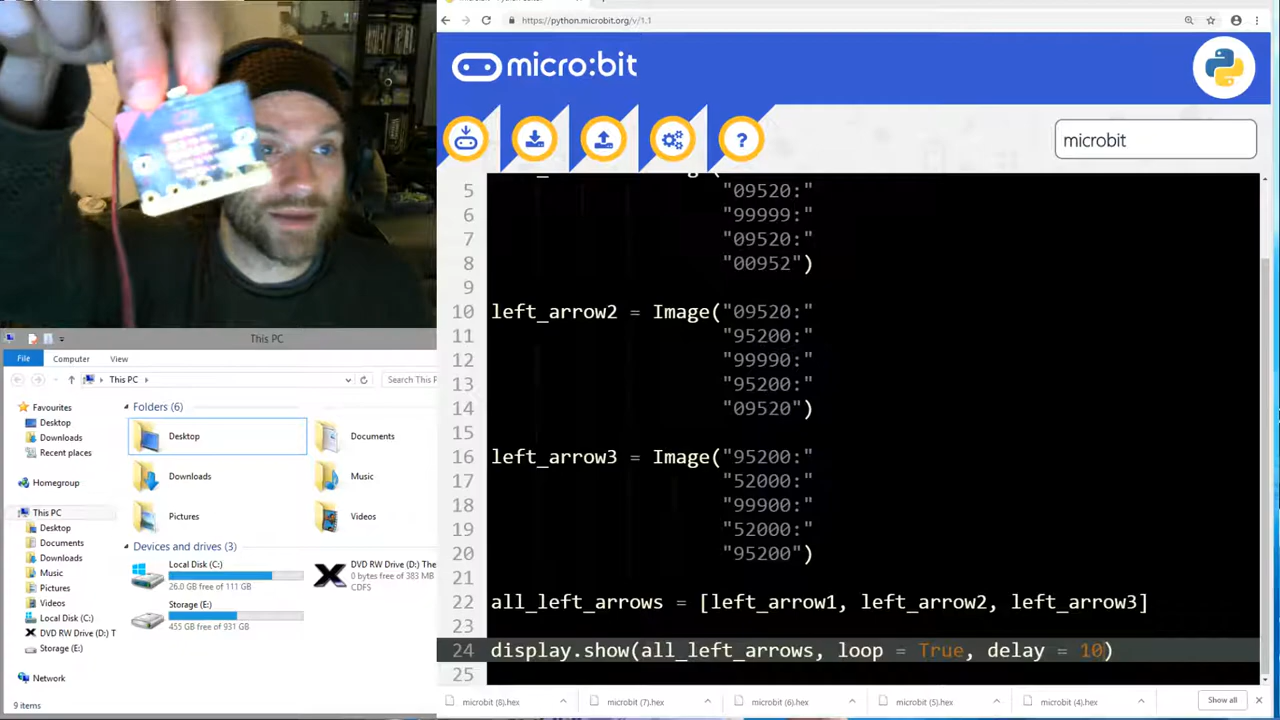 https://python.microbit.org/v/1.1
micro:bit
?
microbit
5 "09520:"
6 "99999:"
7 "09520:"
8 "00952")
9
10 left_arrow2 = Image("09520:"
11 "95200:"
12 "99990:"
13 "95200:"
14 "09520")
15
16 left_arrow3 = Image("95200:"
17 "52000:"
18 "99900:"
19 "52000:"
20 "95200")
21
22 all_left_arrows = [left_arrow1, left_arrow2, left_arrow3]
23
24 display.show(all_left_arrows, loop = True, delay = 10)
25
microbit (8).hex
microbit (7).hex
microbit (6).hex
microbit (5).hex
microbit (4).hex
Show all
This PC
File
Computer
View
This PC
Search This P
Favourites
Desktop
Downloads
Recent places
Homegroup
This PC
Desktop
Documents
Downloads
Music
Pictures
Videos
Local Disk (C:)
DVD RW Drive (D:) T
Storage (E:)
Network
Folders (6)
Desktop
Documents
Downloads
Music
Pictures
Videos
Devices and drives (3)
Local Disk (C:)
26.0 GB free of 111 GB
DVD RW Drive (D:) The
0 bytes free of 383 MB
CDFS
Storage (E:)
455 GB free of 931 GB
9 items